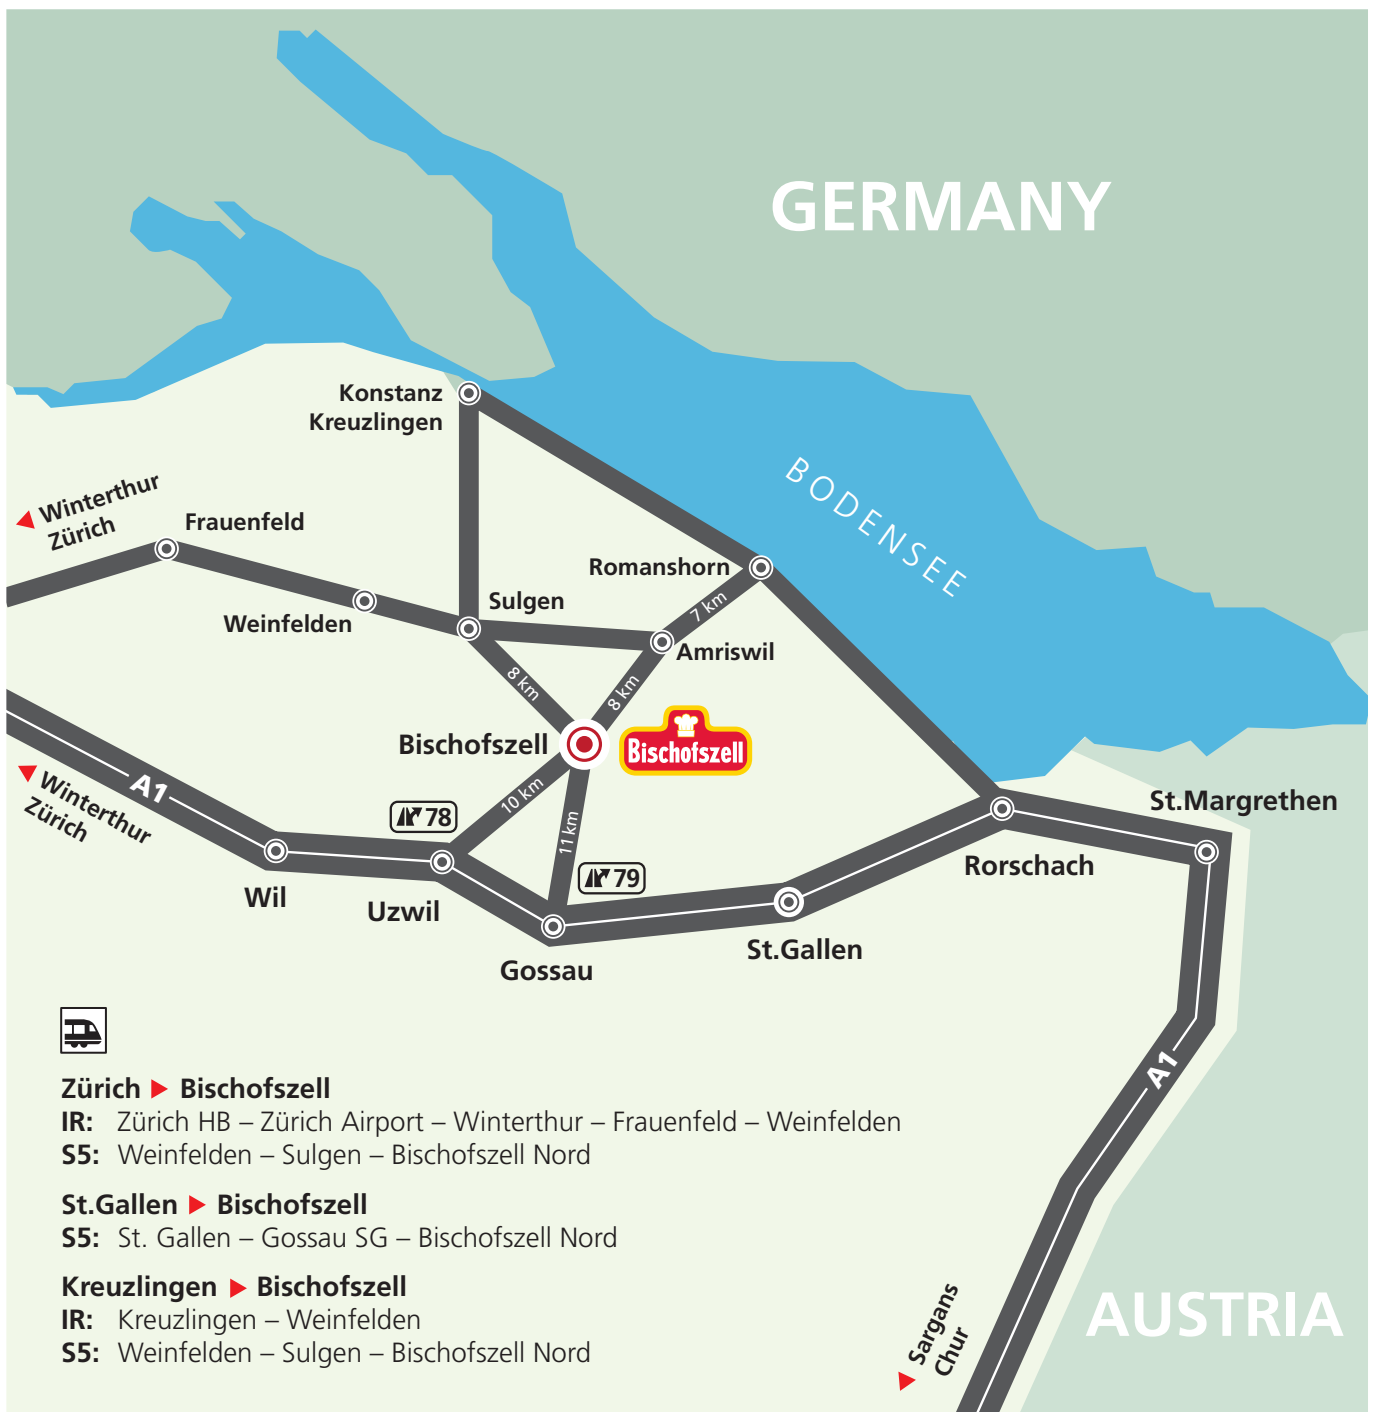 GERMANY
Konstanz
Kreuzlingen
BODENSEE
Winterthur
Zürich
Frauenfeld
Romanshorn
7 km
Sulgen
Weinfelden
Amriswil
8 km
8 km
Bischofszell
Bischofszell
A1
Winterthur
Zürich
10 km
78
11 km
St.Margrethen
Rorschach
79
Wil
Uzwil
St.Gallen
Gossau
A1
Zürich ▶ Bischofszell
IR: Zürich HB – Zürich Airport – Winterthur – Frauenfeld – Weinfelden
S5: Weinfelden – Sulgen – Bischofszell Nord
St.Gallen ▶ Bischofszell
S5: St. Gallen – Gossau SG – Bischofszell Nord
Kreuzlingen ▶ Bischofszell
IR: Kreuzlingen – Weinfelden
S5: Weinfelden – Sulgen – Bischofszell Nord
Sargans
Chur
AUSTRIA